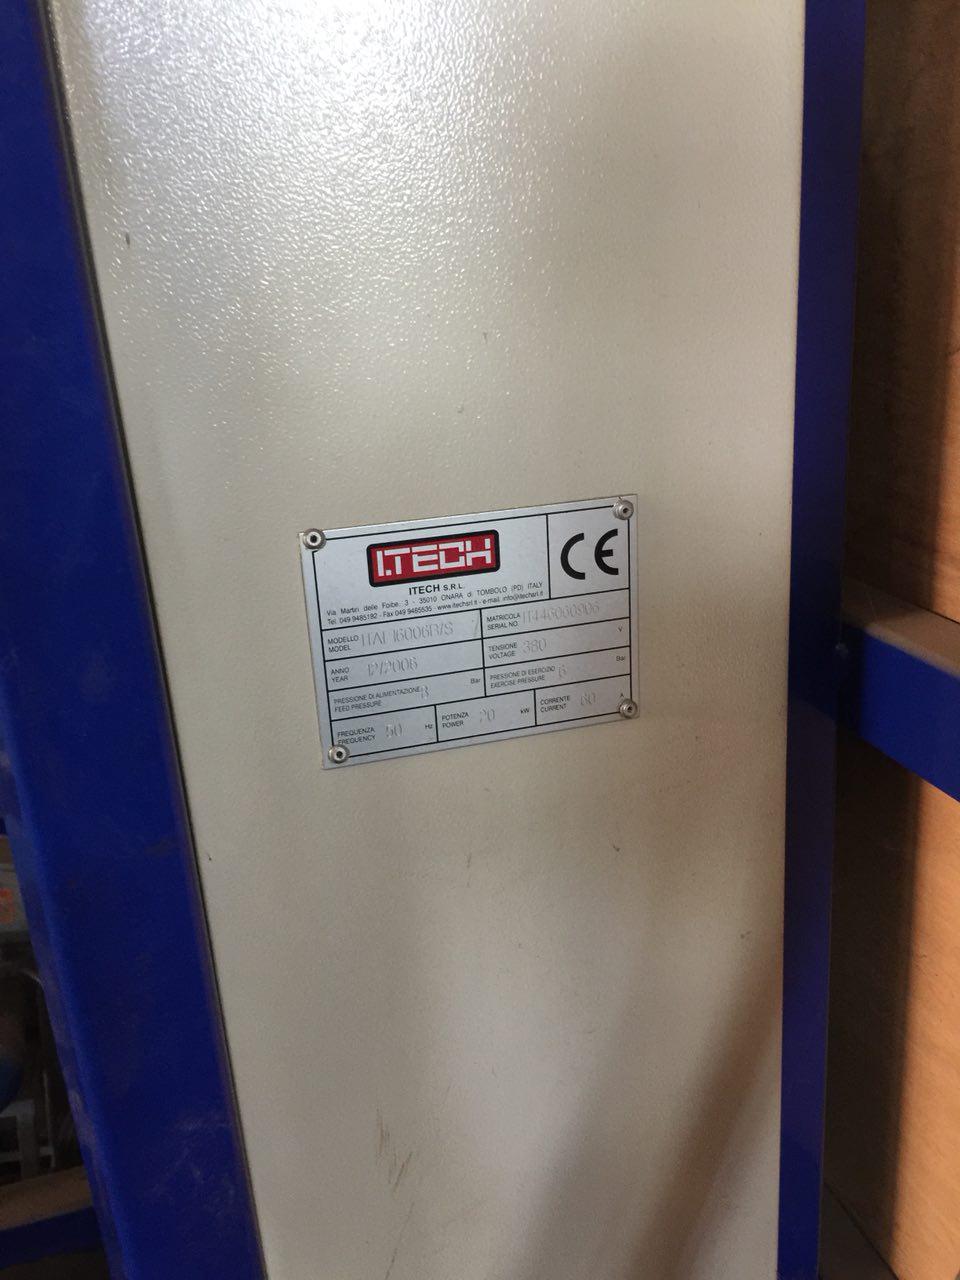 I.TECH
CE
ITECH S.R.L.
Via Martiri delle Foibe, 3 - 35010 ONARA di TOMBOLO (PD) ITALY
Tel. 049 9485182 - Fax 049 9485535 - www.itechsrl.it - e-mail: info@itechsrl.it
MODELLO
MODEL
MATRICOLA
SERIAL NO.
ANNO
YEAR 12/2006
TENSIONE
VOLTAGE 380 V
PRESSIONE DI ALIMENTAZIONE
FEED PRESSURE 8 Bar
PRESSIONE DI ESERCIZIO
EXERCISE PRESSURE 6 Bar
FREQUENZA
FREQUENCY 50 Hz
POTENZA
POWER 20 kW
CORRENTE
CURRENT 60 A